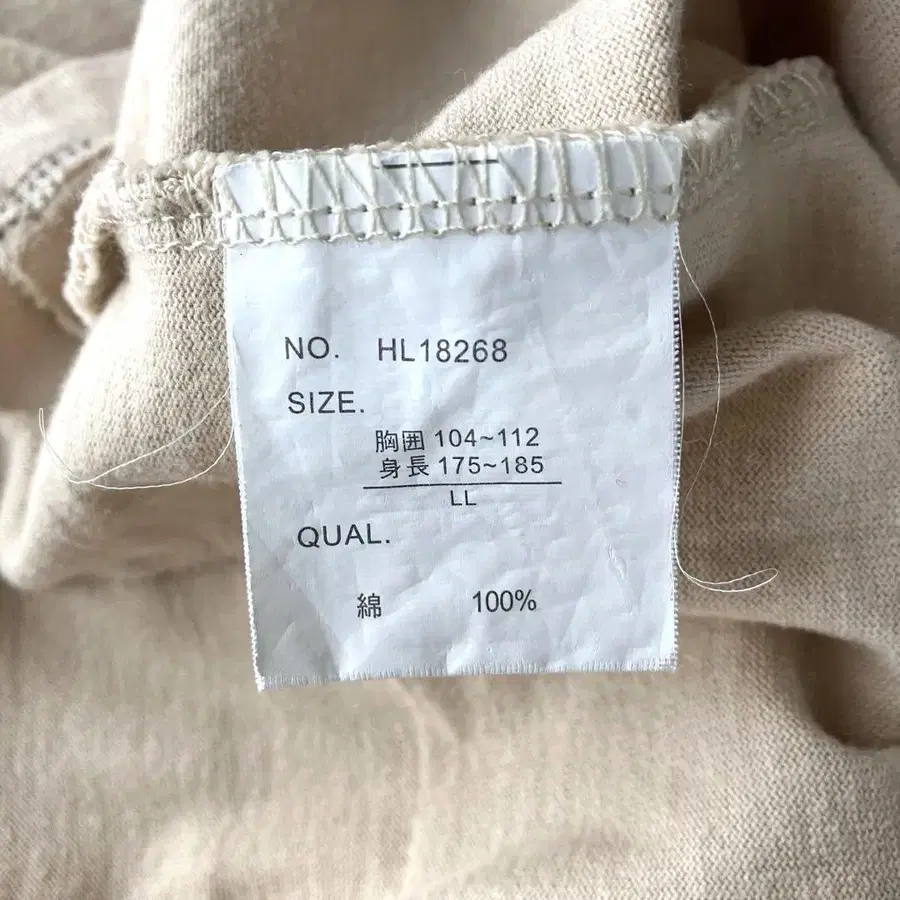 NO. HL18268
SIZE.
胸囲 104~112
身長 175~185
LL
QUAL.
綿 100%